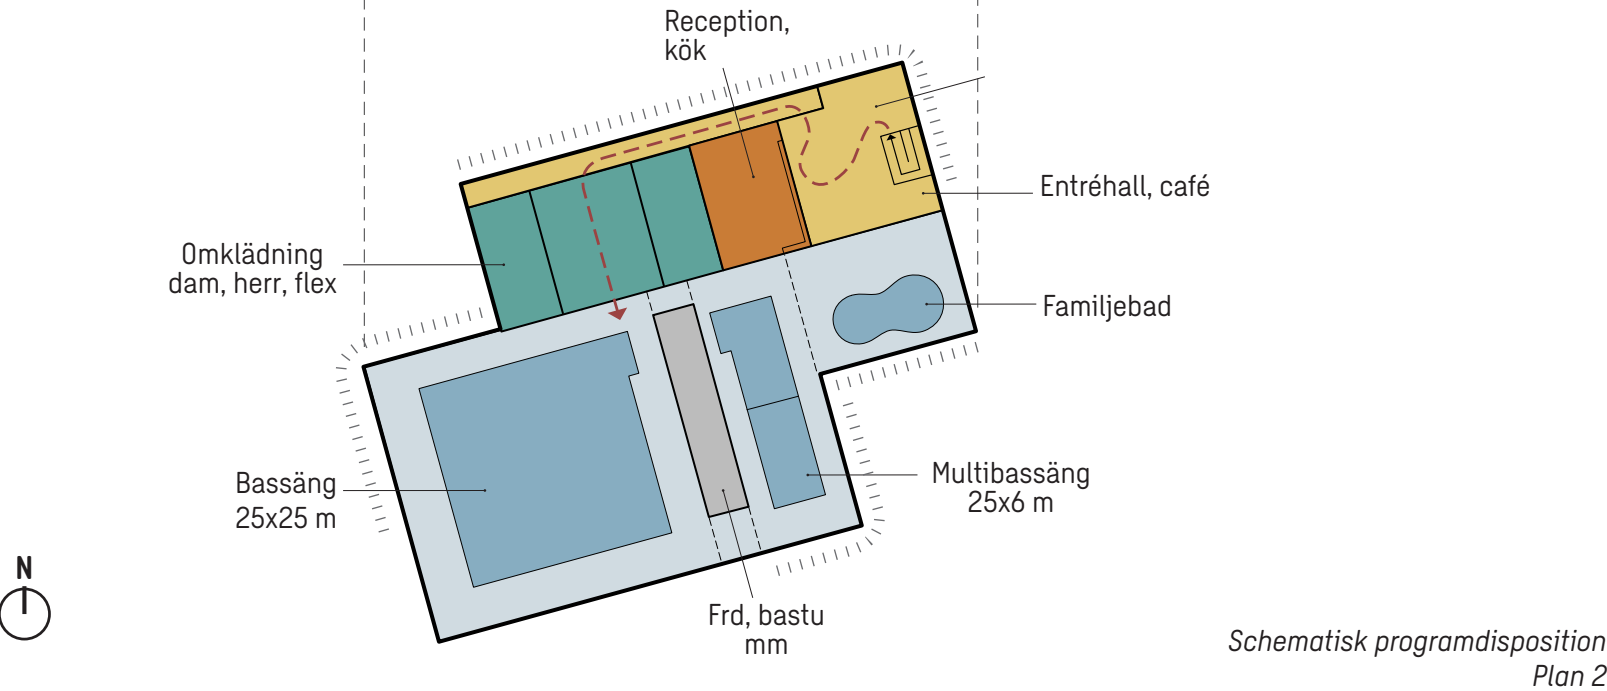 Reception,
kök
Entréhall, café
Omklädning
dam, herr, flex
Familjebad
Bassäng
25x25 m
Multibassäng
25x6 m
N
Frd, bastu
mm
Schematisk programdisposition
Plan 2